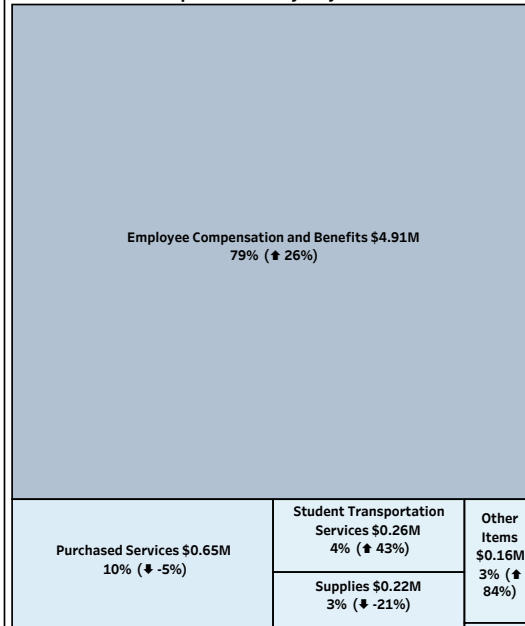 Employee Compensation and Benefits $4.91M
79% (⬆ 26%)
Purchased Services $0.65M
10% (⬇ -5%)
Student Transportation
Services $0.26M
4% (⬆ 43%)
Supplies $0.22M
3% (⬇ -21%)
Other
Items
$0.16M
3% (⬆
84%)